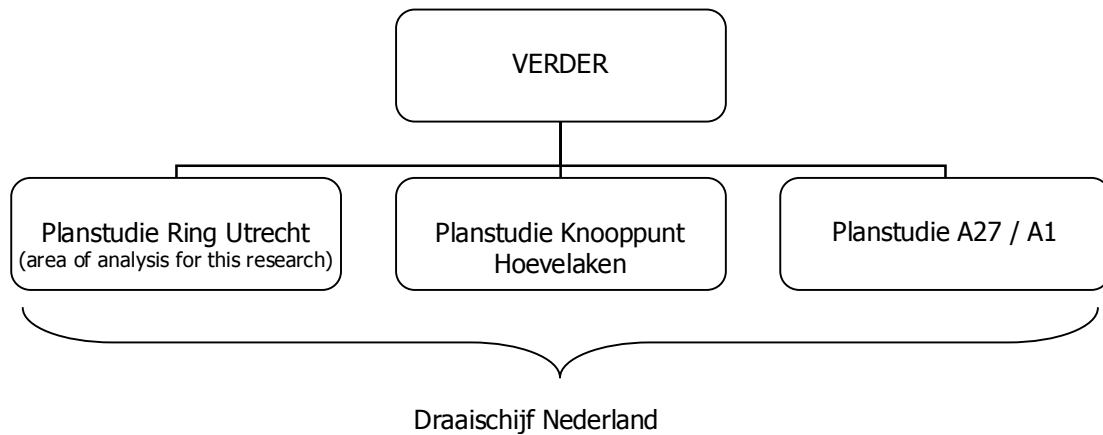 VERDER
Planstudie Ring Utrecht
(area of analysis for this research)
Planstudie Knooppunt
Hoevelaken
Planstudie A27 / A1
Draaischijf Nederland